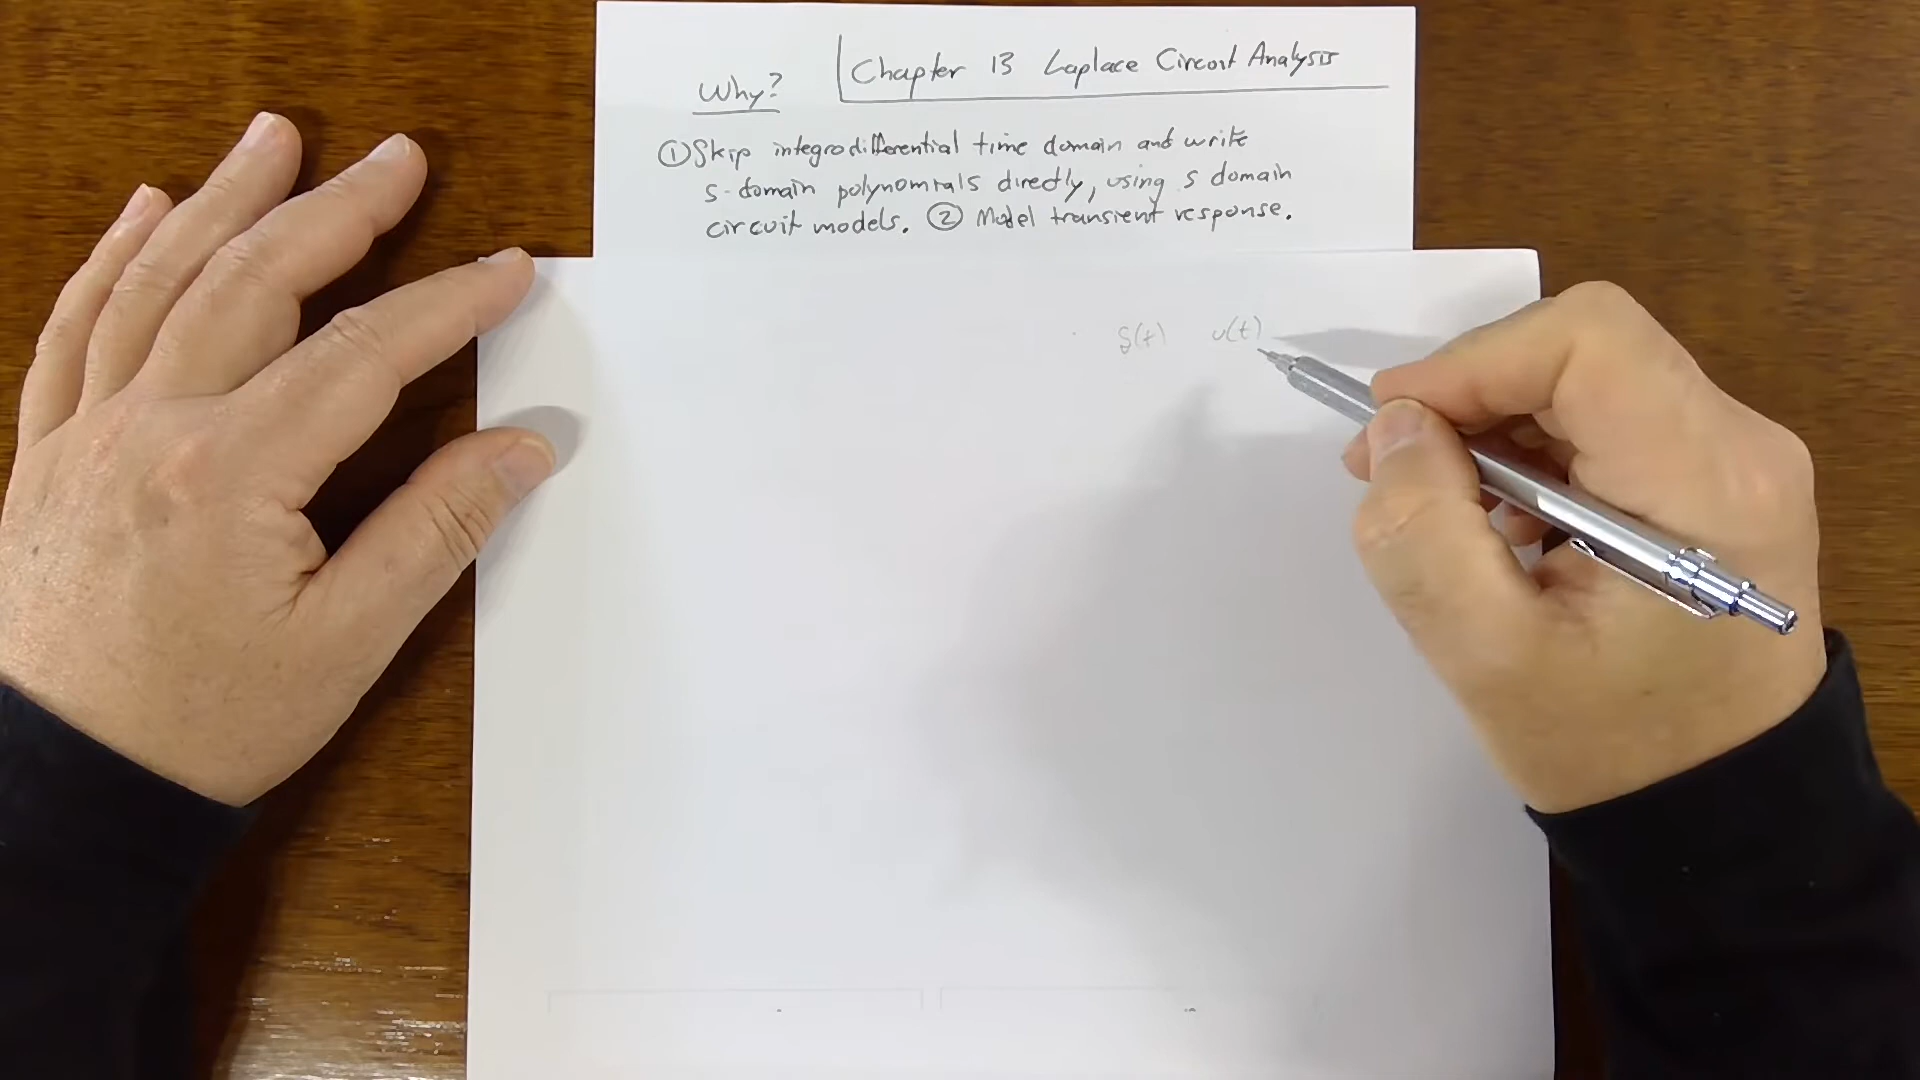 Chapter 13 Laplace Circuit Analysis
Why?
① Skip integrodifferential time domain and write
s-domain polynomials directly, using s domain
circuit models. ② Model transient response.
δ(t) u(t)